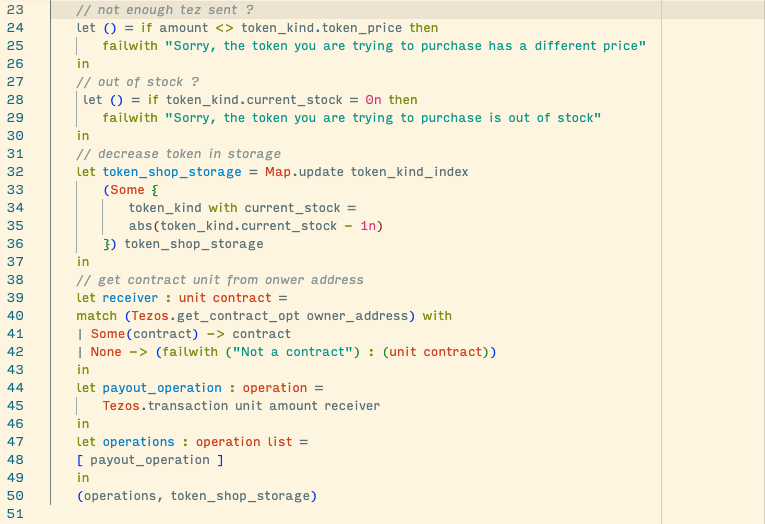 23 // not enough tez sent ?
24 let () = if amount <> token_kind.token_price then
25 failwith "Sorry, the token you are trying to purchase has a different price"
26 in
27 // out of stock ?
28 let () = if token_kind.current_stock = 0n then
29 failwith "Sorry, the token you are trying to purchase is out of stock"
30 in
31 // decrease token in storage
32 let token_shop_storage = Map.update token_kind_index
33 (Some {
34 token_kind with current_stock =
35 abs(token_kind.current_stock - 1n)
36 }) token_shop_storage
37 in
38 // get contract unit from onwer address
39 let receiver : unit contract =
40 match (Tezos.get_contract_opt owner_address) with
41 | Some(contract) -> contract
42 | None -> (failwith ("Not a contract") : (unit contract))
43 in
44 let payout_operation : operation =
45 Tezos.transaction unit amount receiver
46 in
47 let operations : operation list =
48 [ payout_operation ]
49 in
50 (operations, token_shop_storage)
51